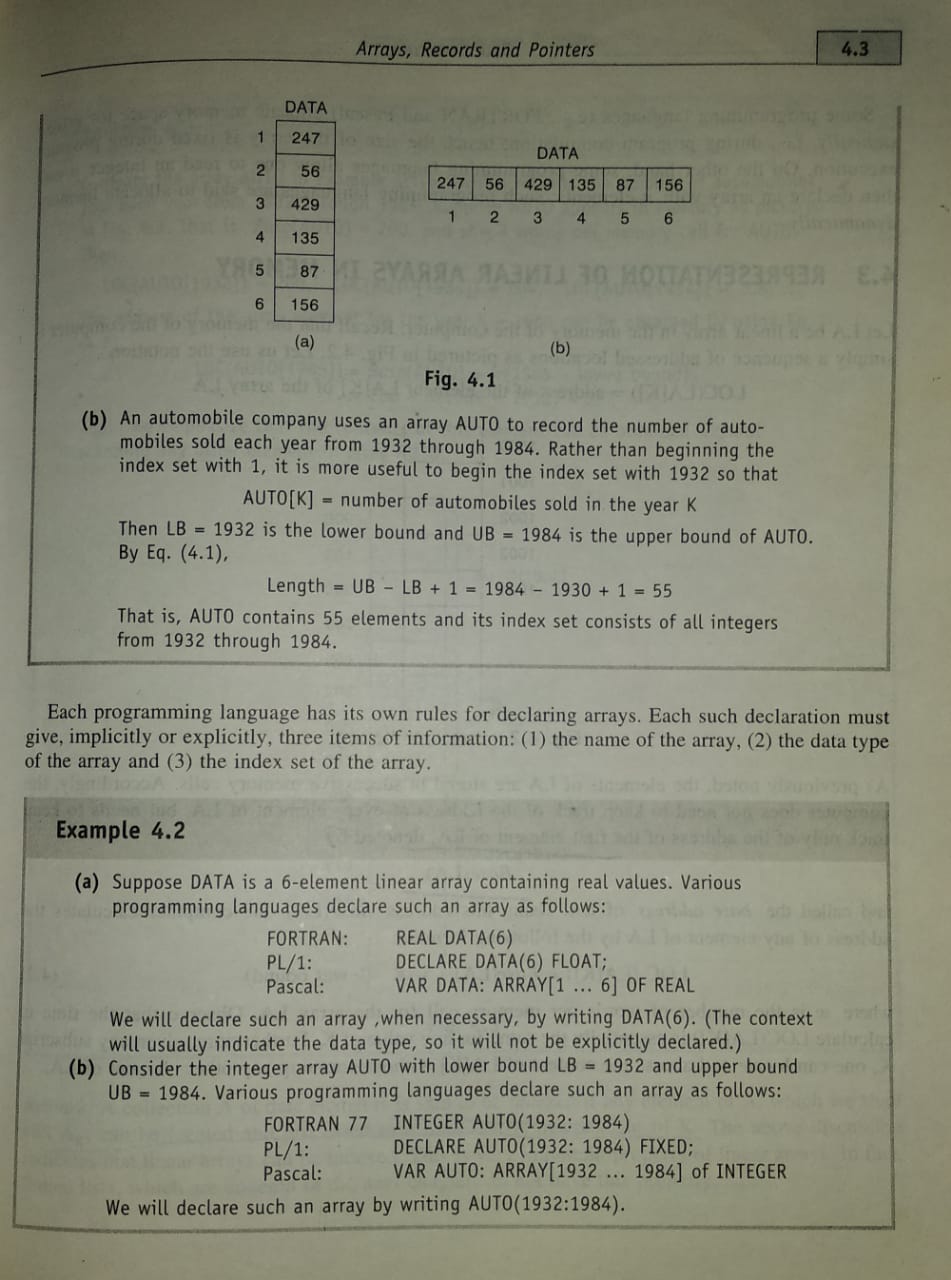 Arrays, Records and Pointers
4.3
DATA
1 247
2 56
3 429
4 135
5 87
6 156
(a)
DATA
247 56 429 135 87 156
1 2 3 4 5 6
(b)
Fig. 4.1
(b) An automobile company uses an array AUTO to record the number of auto-
mobiles sold each year from 1932 through 1984. Rather than beginning the
index set with 1, it is more useful to begin the index set with 1932 so that
AUTO[K] = number of automobiles sold in the year K
Then LB = 1932 is the lower bound and UB = 1984 is the upper bound of AUTO.
By Eq. (4.1),
Length = UB – LB + 1 = 1984 – 1930 + 1 = 55
That is, AUTO contains 55 elements and its index set consists of all integers
from 1932 through 1984.
Each programming language has its own rules for declaring arrays. Each such declaration must
give, implicitly or explicitly, three items of information: (1) the name of the array, (2) the data type
of the array and (3) the index set of the array.
Example 4.2
(a) Suppose DATA is a 6-element linear array containing real values. Various
programming languages declare such an array as follows:
FORTRAN: REAL DATA(6)
PL/1: DECLARE DATA(6) FLOAT;
Pascal: VAR DATA: ARRAY[1 ... 6] OF REAL
We will declare such an array ,when necessary, by writing DATA(6). (The context
will usually indicate the data type, so it will not be explicitly declared.)
(b) Consider the integer array AUTO with lower bound LB = 1932 and upper bound
UB = 1984. Various programming languages declare such an array as follows:
FORTRAN 77 INTEGER AUTO(1932: 1984)
PL/1: DECLARE AUTO(1932: 1984) FIXED;
Pascal: VAR AUTO: ARRAY[1932 ... 1984] of INTEGER
We will declare such an array by writing AUTO(1932:1984).